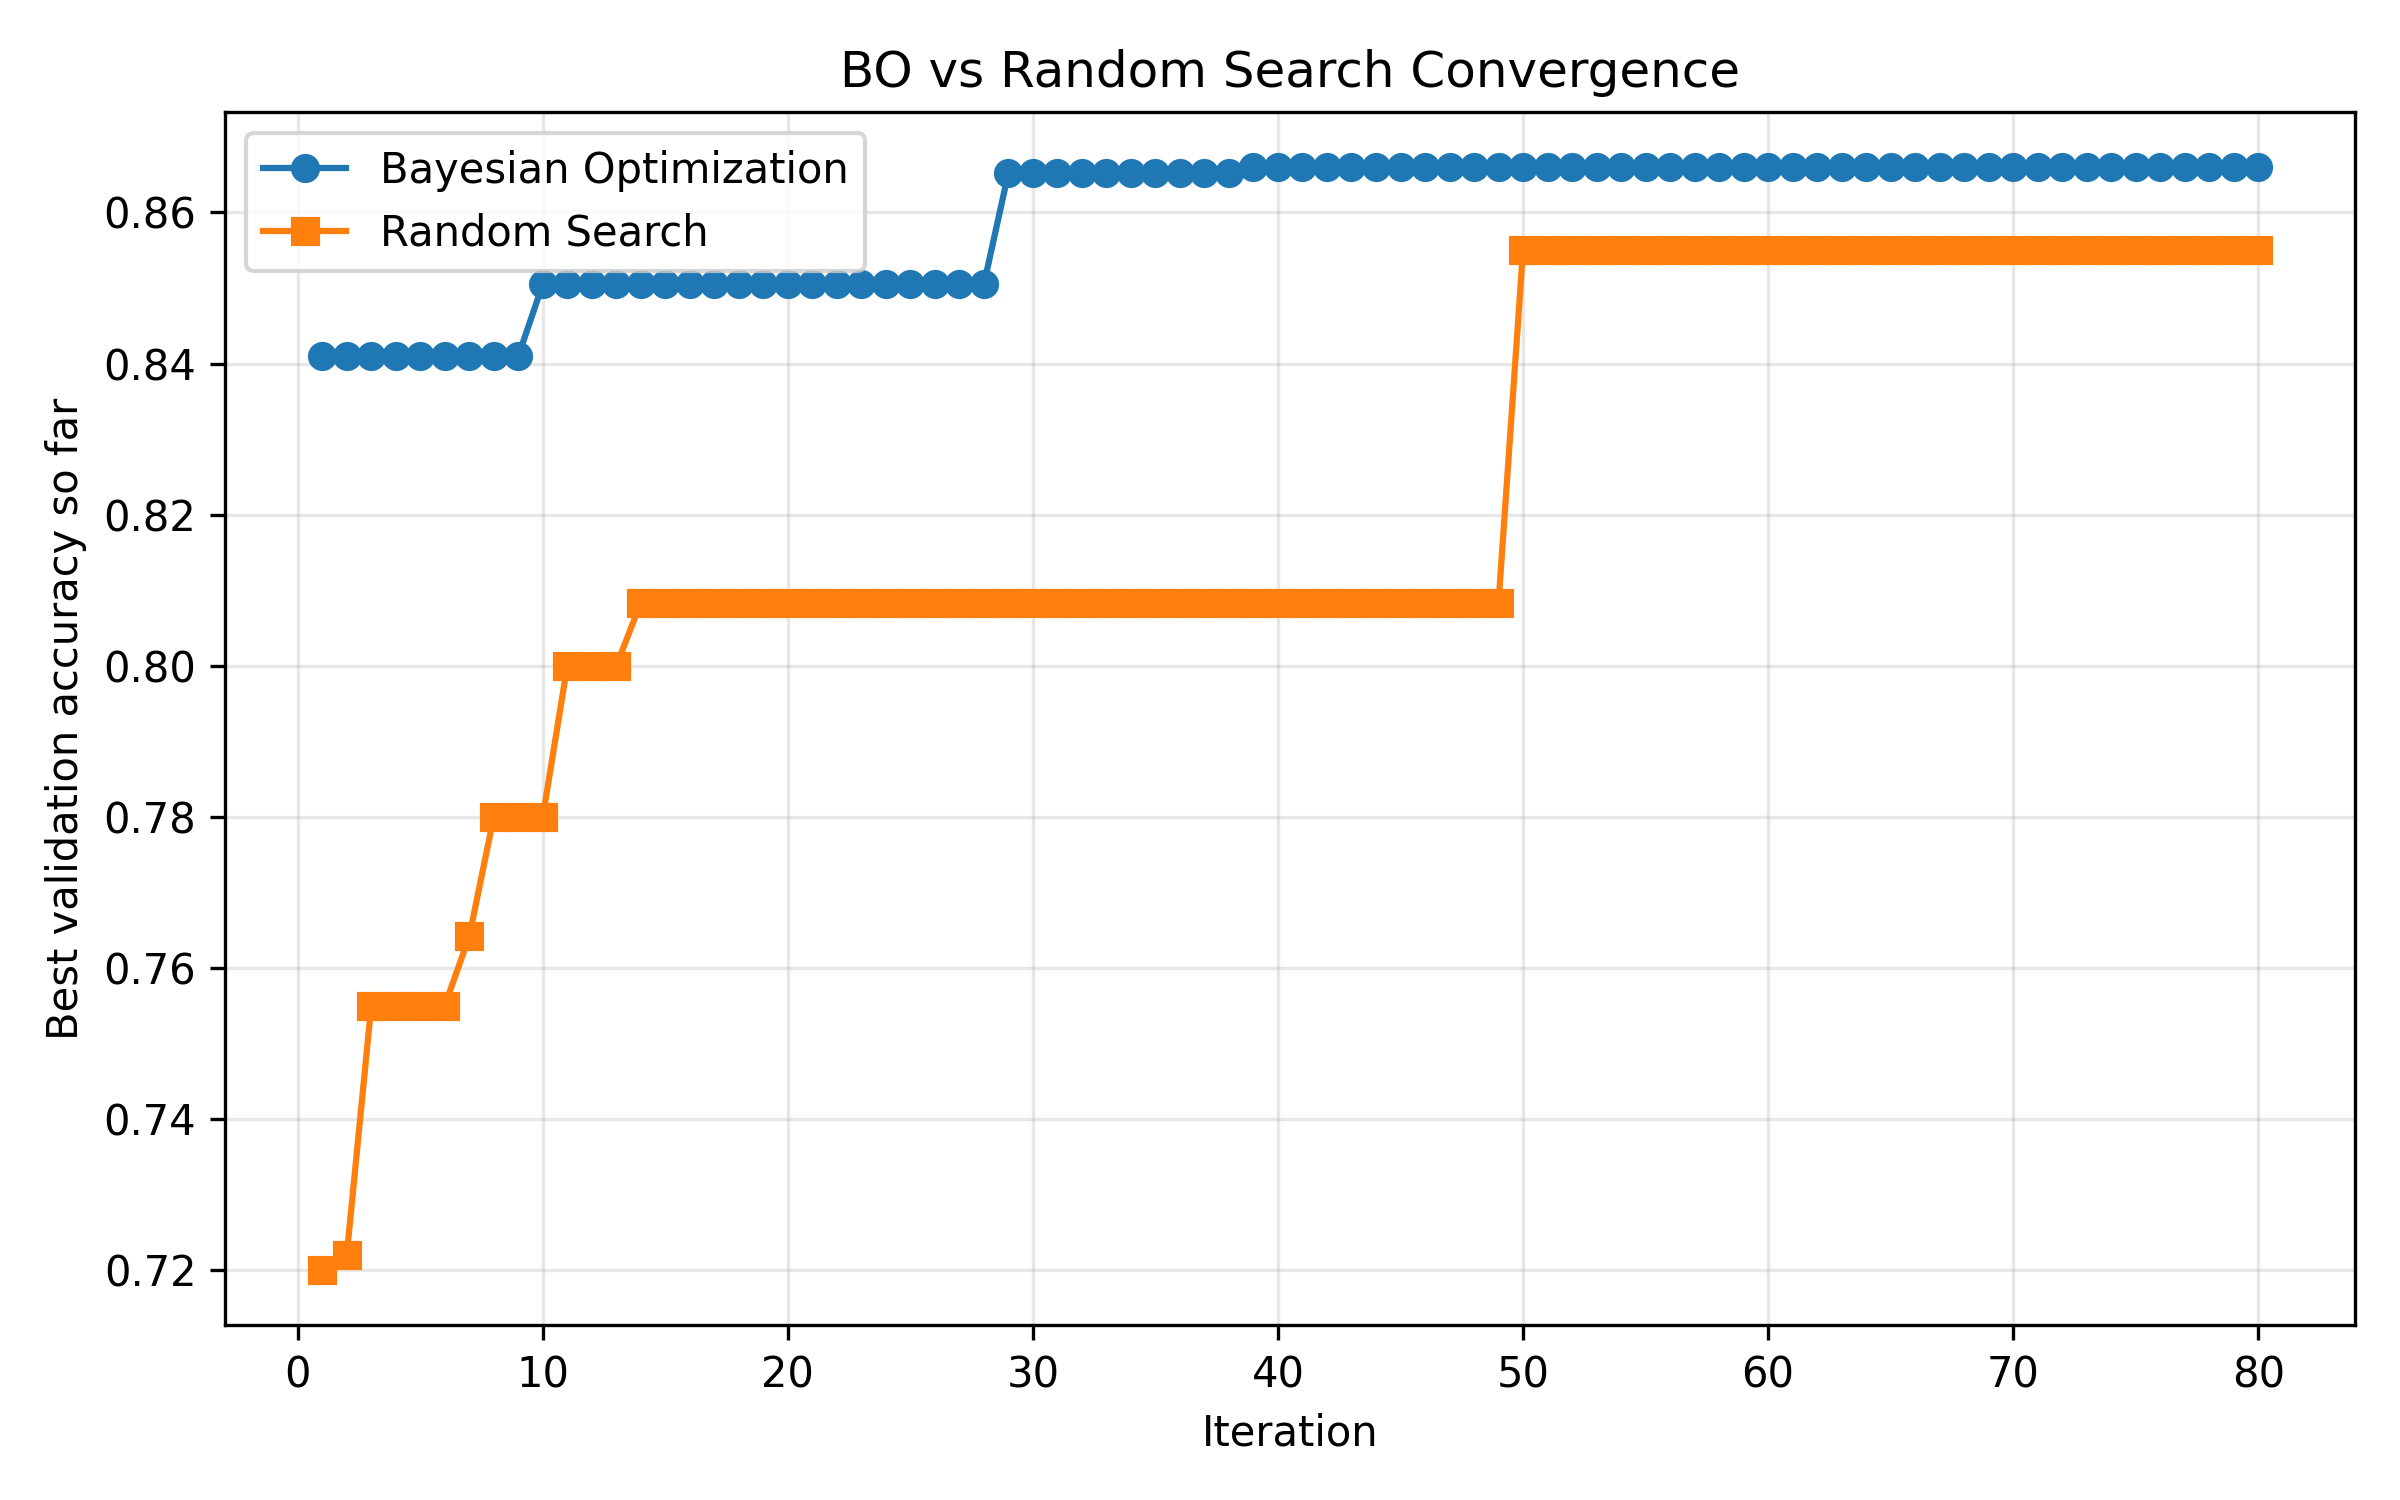 BO vs Random Search Convergence
Bayesian Optimization
Random Search
Best validation accuracy so far
0.86
0.84
0.82
0.80
0.78
0.76
0.74
0.72
0 10 20 30 40 50 60 70 80
Iteration